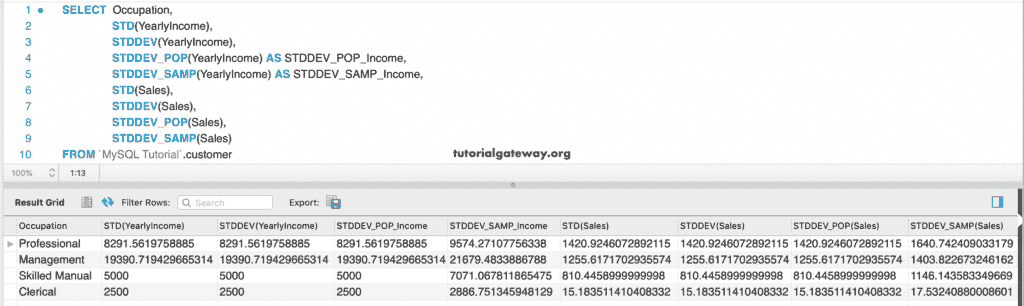 1 SELECT Occupation,
2 STD(YearlyIncome),
3 STDDEV(YearlyIncome),
4 STDDEV_POP(YearlyIncome) AS STDDEV_POP_Income,
5 STDDEV_SAMP(YearlyIncome) AS STDDEV_SAMP_Income,
6 STD(Sales),
7 STDDEV(Sales),
8 STDDEV_POP(Sales),
9 STDDEV_SAMP(Sales)
10 FROM `MySQL Tutorial`.customer
tutorialgateway.org
100% 1:13
Result Grid Filter Rows: Search Export:
Occupation STD(YearlyIncome) STDDEV(YearlyIncome) STDDEV_POP_Income STDDEV_SAMP_Income STD(Sales) STDDEV(Sales) STDDEV_POP(Sales) STDDEV_SAMP(Sales)
Professional 8291.5619758885 8291.5619758885 8291.5619758885 9574.27107756338 1420.9246072892115 1420.9246072892115 1420.9246072892115 1640.742409033179
Management 19390.719429665314 19390.719429665314 19390.719429665314 21679.4833886788 1255.6171702935574 1255.6171702935574 1255.6171702935574 1403.822673246162
Skilled Manual 5000 5000 5000 7071.067811865475 810.4458999999998 810.4458999999998 810.4458999999998 1146.143583349669
Clerical 2500 2500 2500 2886.751345948129 15.183511410408332 15.183511410408332 15.183511410408332 17.53240880008601